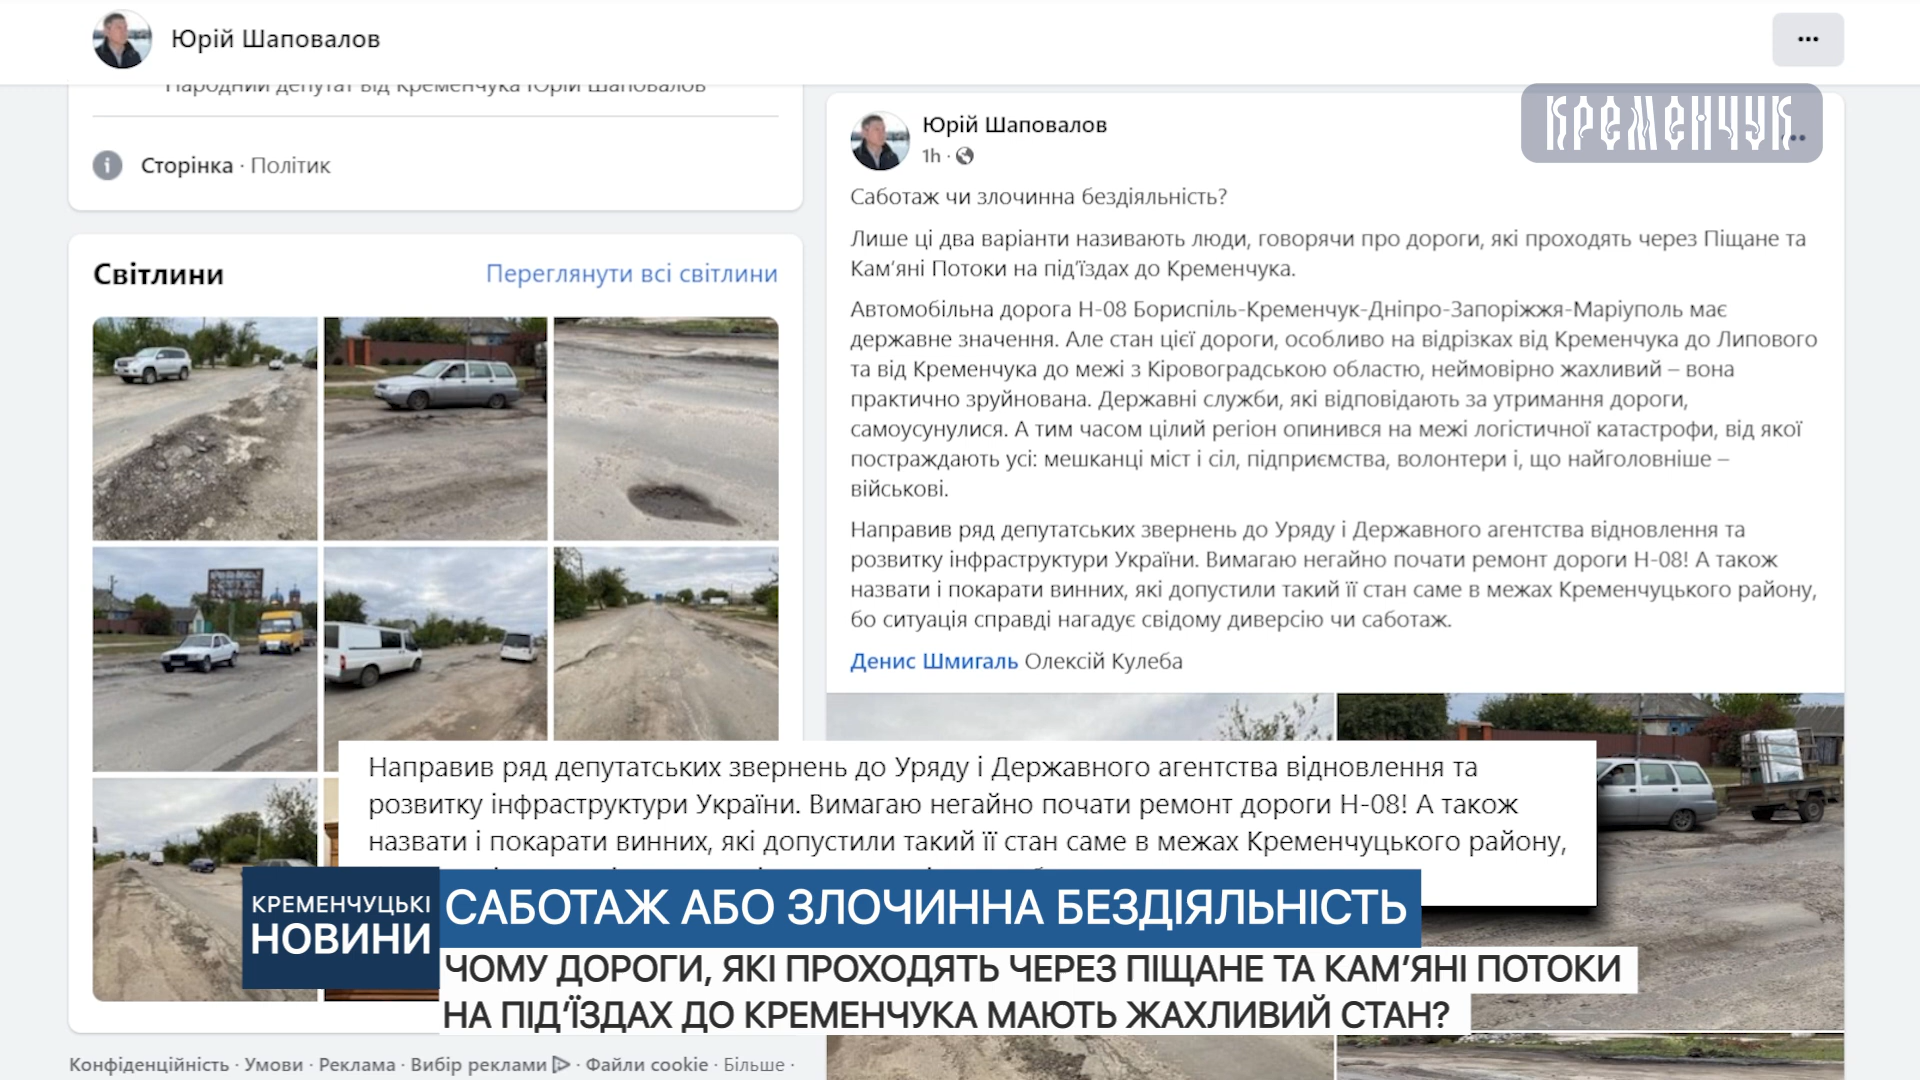 Юрій Шаповалов
Народний депутат від Кременчука Юрій Шаповалов
Сторінка · Політик
Світлини
Переглянути всі світлини
Конфіденційність · Умови · Реклама · Вибір реклами · Файли cookie · Більше ·
КРЕМЕНЧУК
Юрій Шаповалов
1h ·
Саботаж чи злочинна бездіяльність?
Лише ці два варіанти називають люди, говорячи про дороги, які проходять через Піщане та
Кам’яні Потоки на під’їздах до Кременчука.
Автомобільна дорога Н-08 Бориспіль-Кременчук-Дніпро-Запоріжжя-Маріуполь має
державне значення. Але стан цієї дороги, особливо на відрізках від Кременчука до Липового
та від Кременчука до межі з Кіровоградською областю, неймовірно жахливий – вона
практично зруйнована. Державні служби, які відповідають за утримання дороги,
самоусунулися. А тим часом цілий регіон опинився на межі логістичної катастрофи, від якої
постраждають усі: мешканці міст і сіл, підприємства, волонтери і, що найголовніше –
військові.
Направив ряд депутатських звернень до Уряду і Державного агентства відновлення та
розвитку інфраструктури України. Вимагаю негайно почати ремонт дороги Н-08! А також
назвати і покарати винних, які допустили такий її стан саме в межах Кременчуцького району,
бо ситуація справді нагадує свідому диверсію чи саботаж.
Денис Шмигаль Олексій Кулеба
Направив ряд депутатських звернень до Уряду і Державного агентства відновлення та
розвитку інфраструктури України. Вимагаю негайно почати ремонт дороги Н-08! А також
назвати і покарати винних, які допустили такий її стан саме в межах Кременчуцького району,
КРЕМЕНЧУЦЬКІ
НОВИНИ
САБОТАЖ АБО ЗЛОЧИННА БЕЗДІЯЛЬНІСТЬ
ЧОМУ ДОРОГИ, ЯКІ ПРОХОДЯТЬ ЧЕРЕЗ ПІЩАНЕ ТА КАМ’ЯНІ ПОТОКИ
НА ПІД’ЇЗДАХ ДО КРЕМЕНЧУКА МАЮТЬ ЖАХЛИВИЙ СТАН?